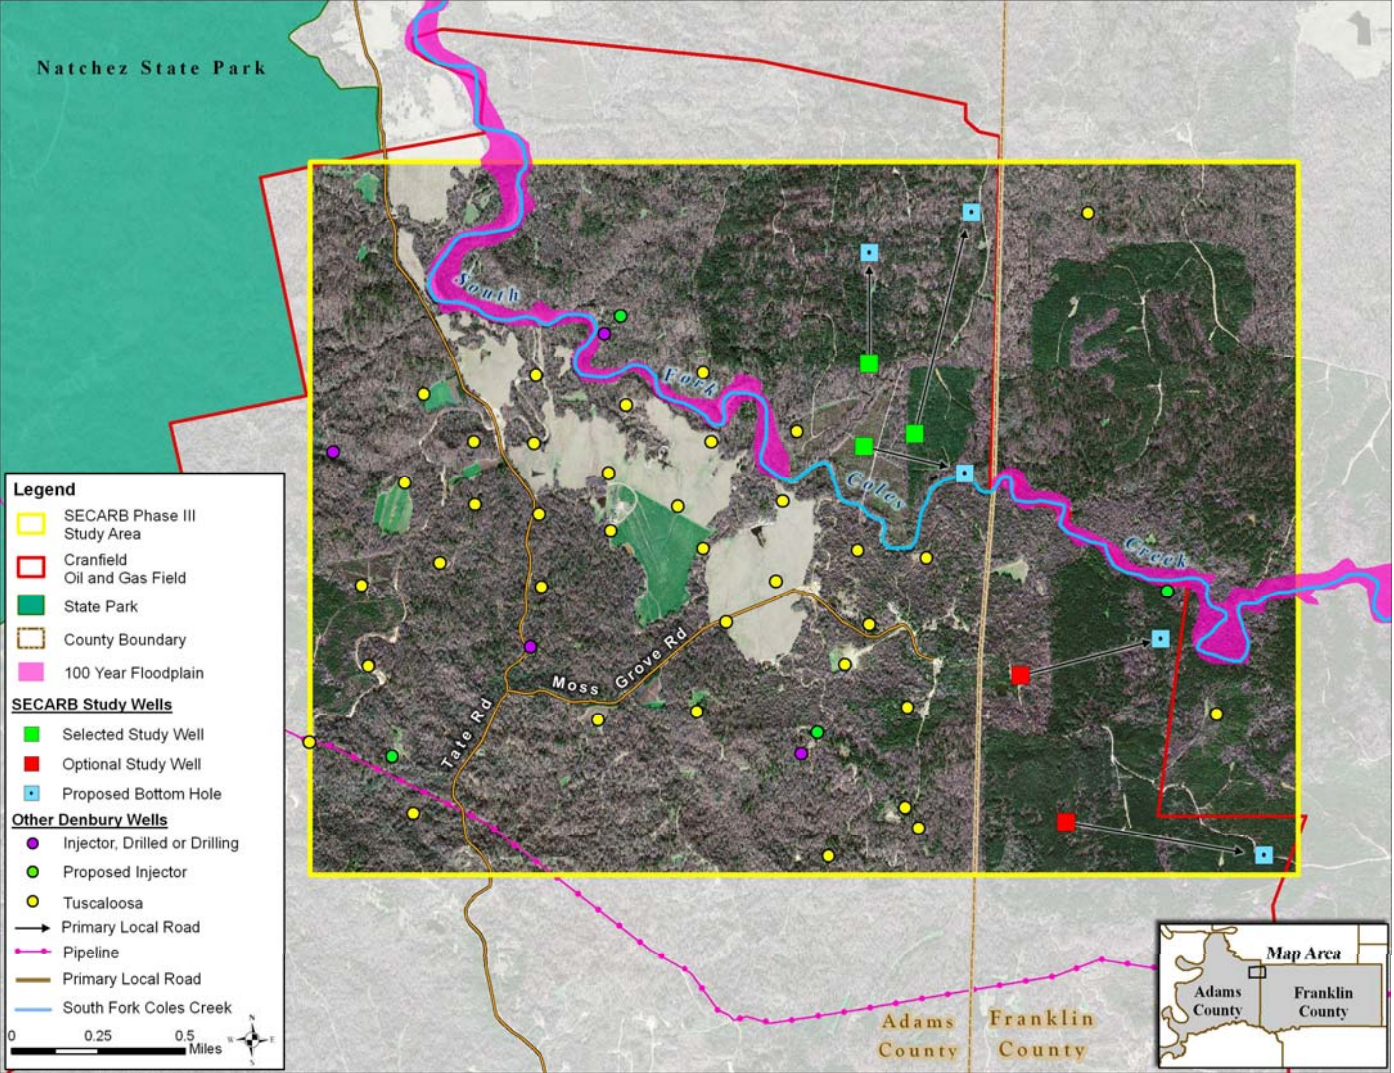 Natchez State Park
South
Fork
Coles
Creek
Moss Grove Rd
Tate Rd
Legend
SECARB Phase III
Study Area
Cranfield
Oil and Gas Field
State Park
County Boundary
100 Year Floodplain
SECARB Study Wells
Selected Study Well
Optional Study Well
Proposed Bottom Hole
Other Denbury Wells
Injector, Drilled or Drilling
Proposed Injector
Tuscaloosa
Primary Local Road
Pipeline
Primary Local Road
South Fork Coles Creek
0 0.25 0.5
Miles
N
W E
S
Adams
County
Franklin
County
Map Area
Adams
County
Franklin
County